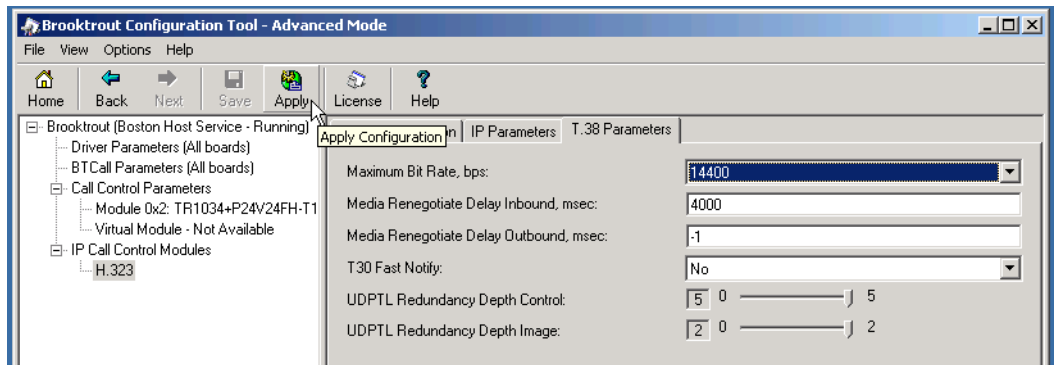 Brooktrout Configuration Tool - Advanced Mode
File View Options Help
Home Back Next Save Apply License Help
Brooktrout (Boston Host Service - Running)
Driver Parameters (All boards)
BTCall Parameters (All boards)
Call Control Parameters
Module 0x2: TR1034+P24V24FH-T1
Virtual Module - Not Available
IP Call Control Modules
H.323
Apply Configuration
IP Parameters T.38 Parameters
Maximum Bit Rate, bps: 14400
Media Renegotiate Delay Inbound, msec: 4000
Media Renegotiate Delay Outbound, msec: -1
T30 Fast Notify: No
UDPTL Redundancy Depth Control: 5 0 5
UDPTL Redundancy Depth Image: 2 0 2